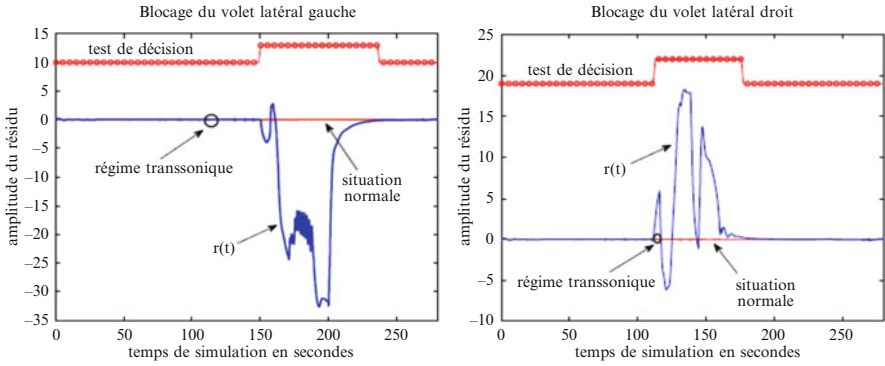 Blocage du volet latéral gauche
15
10
5
0
−5
−10
−15
−20
−25
−30
−35
amplitude du résidu
test de décision
régime transsonique
situation
normale
r(t)
0
50
100
150
200
250
temps de simulation en secondes
Blocage du volet latéral droit
25
20
15
10
5
0
−5
−10
amplitude du résidu
test de décision
r(t)
régime transsonique
situation
normale
0
50
100
150
200
250
temps de simulation en secondes